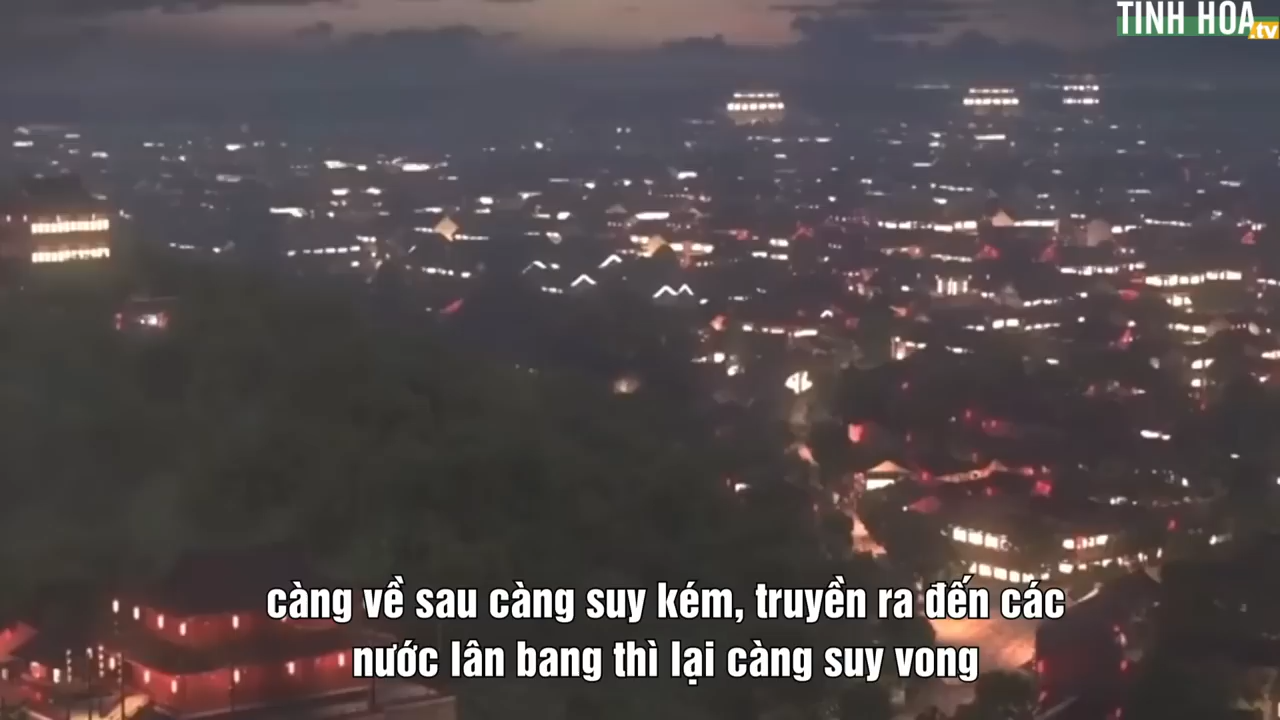 TINH HOA
.tv
càng về sau càng suy kém, truyền ra đến các
nước lân bang thì lại càng suy vong